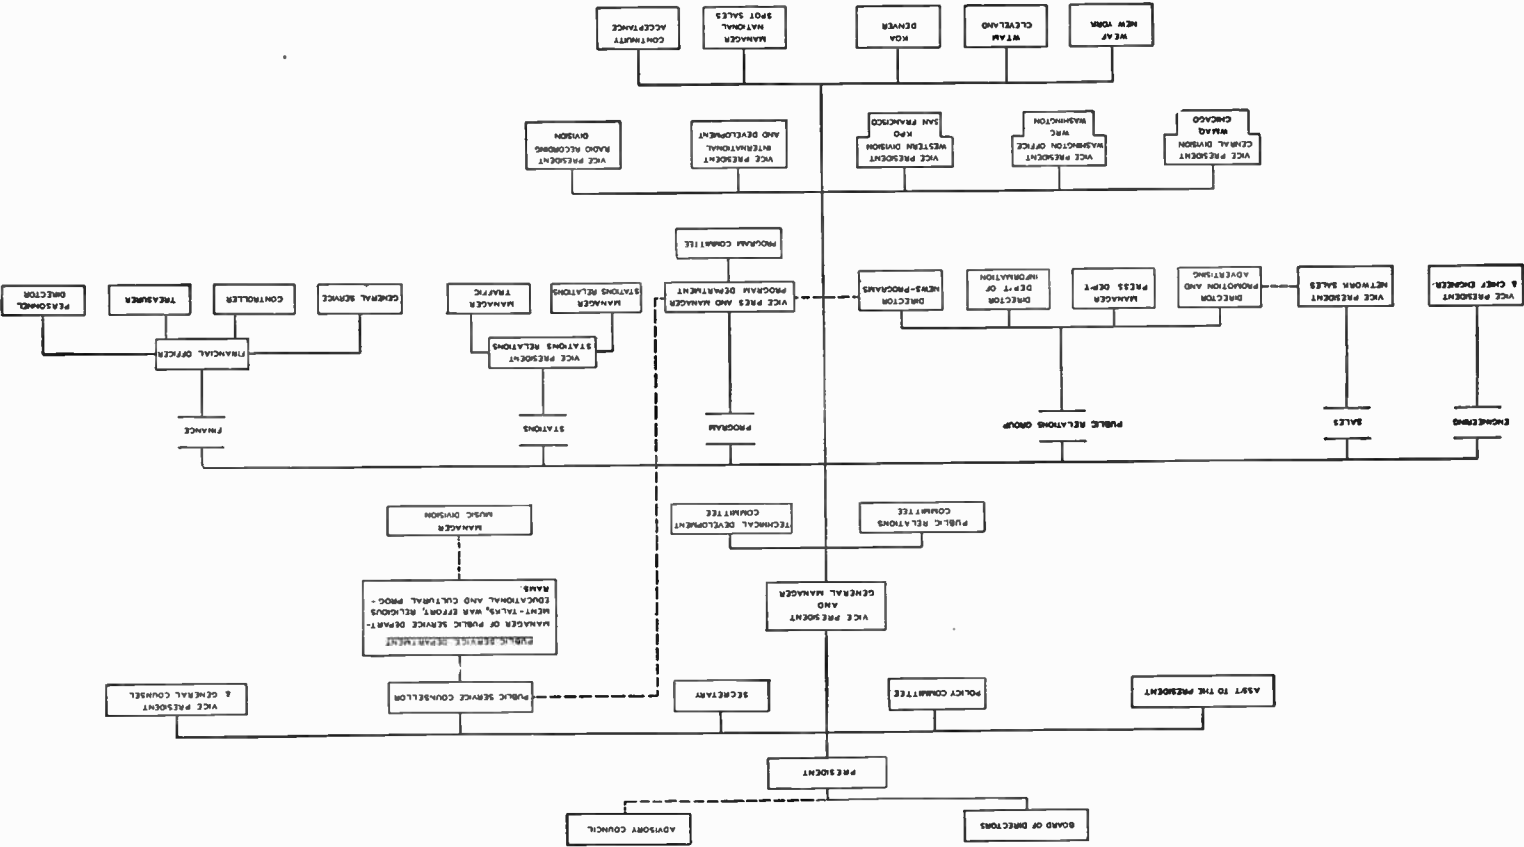 BOARD OF DIRECTORS
ADVISORY COUNCIL
PRESIDENT
ASS'T TO THE PRESIDENT
POLICY COMMITTEE
SECRETARY
PUBLIC SERVICE COUNSELLOR
VICE PRESIDENT
& GENERAL COUNSEL
VICE PRESIDENT
AND
GENERAL MANAGER
PUBLIC SERVICE DEPARTMENT
MANAGER OF PUBLIC SERVICE DEPART-
MENT-TALKS, WAR EFFORT, RELIGIOUS
EDUCATIONAL AND CULTURAL PROG-
RAMS.
MANAGER
MUSIC DIVISION
PUBLIC RELATIONS
COMMITTEE
TECHNICAL DEVELOPMENT
COMMITTEE
ENGINEERING
SALES
PUBLIC RELATIONS GROUP
PROGRAM
STATIONS
FINANCE
VICE PRESIDENT
& CHIEF ENGINEER-
VICE PRESIDENT
NETWORK SALES
DIRECTOR
PROMOTION AND
ADVERTISING
MANAGER
PRESS DEPT
DIRECTOR
DEP'T OF
INFORMATION
DIRECTOR
NEWS-PROGRAMS
VICE PRES AND MANAGER
PROGRAM DEPARTMENT
PROGRAM COMMITTEE
VICE PRESIDENT
STATIONS RELATIONS
MANAGER
STATIONS RELATIONS
MANAGER
TRAFFIC
FINANCIAL OFFICER
GENERAL SERVICE
CONTROLLER
TREASURER
PERSONNEL
DIRECTOR
VICE PRESIDENT
CENRAL DIVISION
WMAQ
CHICAGO
VICE PRESIDENT
WASHINGTON OFFICE
WRC
WASHINGTON
VICE PRESIDENT
WESTERN DIVISION
KPO
SAN FRANCISCO
VICE PRESIDENT
INTERNATIONAL
AND DEVELOPMENT
VICE PRESIDENT
RADIO RECORDING
DIVISION
WEAF
NEW YORK
WTAM
CLEVELAND
KOA
DENVER
MANAGER
NATIONAL
SPOT SALES
CONTINUITY
ACCEPTANCE